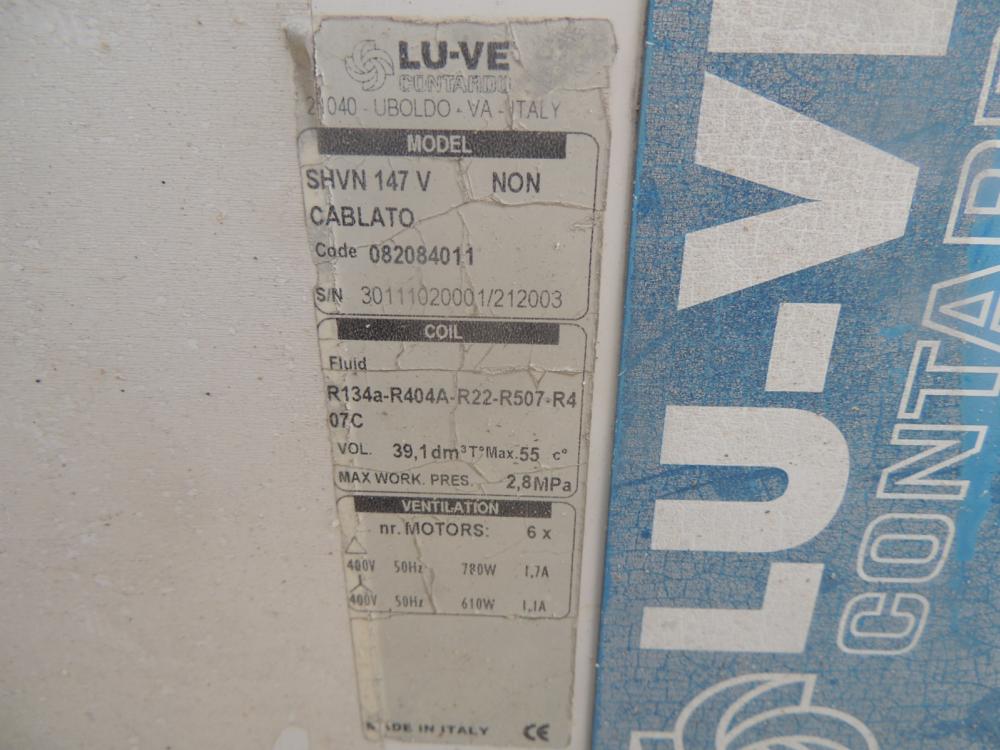 LU-VE
CONTARDO
21040 - UBOLDO - VA - ITALY
MODEL
SHVN 147 V NON
CABLATO
Code 082084011
S/N 30111020001/212003
COIL
Fluid
R134a-R404A-R22-R507-R4
07C
VOL. 39,1dm³ T°Max. 55 c°
MAX WORK. PRES. 2,8MPa
VENTILATION
nr. MOTORS: 6 x
400V 50Hz 780W 1,7A
400V 50Hz 610W 1,1A
MADE IN ITALY CE
LU-VE
CONTARD